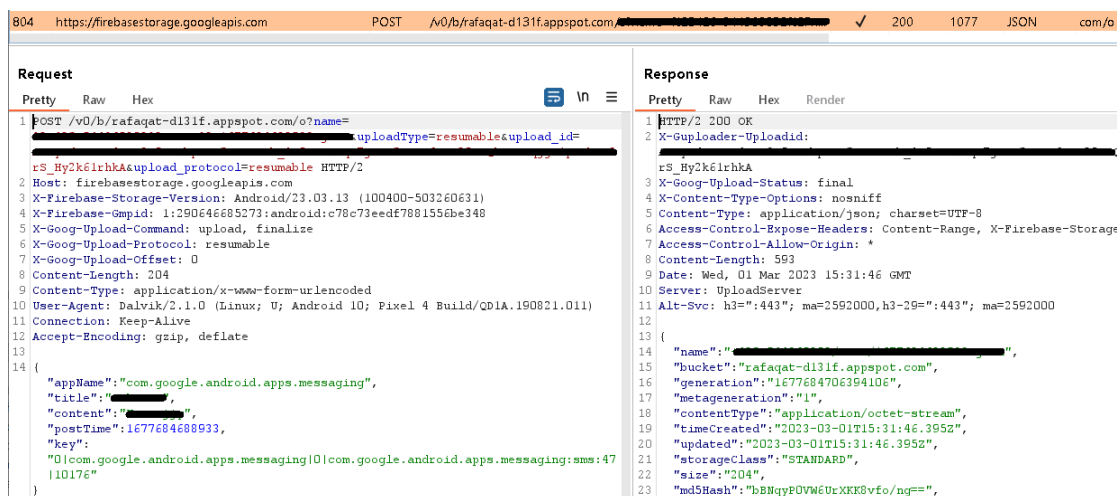 804 https://firebasestorage.googleapis.com POST /v0/b/rafaqat-d131f.appspot.com/ ✓ 200 1077 JSON com/o
Request
Pretty Raw Hex \n
1 POST /v0/b/rafaqat-d131f.appspot.com/o?name=
&uploadType=resumable&upload_id=
rS_Hy2k61rhkA&upload_protocol=resumable HTTP/2
2 Host: firebasestorage.googleapis.com
3 X-Firebase-Storage-Version: Android/23.03.13 (100400-503260631)
4 X-Firebase-Gmpid: 1:290646685273:android:c78c73eedf7881556be348
5 X-Goog-Upload-Command: upload, finalize
6 X-Goog-Upload-Protocol: resumable
7 X-Goog-Upload-Offset: 0
8 Content-Length: 204
9 Content-Type: application/x-www-form-urlencoded
10 User-Agent: Dalvik/2.1.0 (Linux; U; Android 10; Pixel 4 Build/QD1A.190821.011)
11 Connection: Keep-Alive
12 Accept-Encoding: gzip, deflate
13
14 {
"appName":"com.google.android.apps.messaging",
"title":"",
"content":"",
"postTime":1677684688933,
"key":
"0|com.google.android.apps.messaging|0|com.google.android.apps.messaging:sms:47
|10176"
}
Response
Pretty Raw Hex Render
1 HTTP/2 200 OK
2 X-Guploader-Uploadid:
rS_Hy2k61rhkA
3 X-Goog-Upload-Status: final
4 X-Content-Type-Options: nosniff
5 Content-Type: application/json; charset=UTF-8
6 Access-Control-Expose-Headers: Content-Range, X-Firebase-Storage
7 Access-Control-Allow-Origin: *
8 Content-Length: 593
9 Date: Wed, 01 Mar 2023 15:31:46 GMT
10 Server: UploadServer
11 Alt-Svc: h3=":443"; ma=2592000,h3-29=":443"; ma=2592000
12
13 {
14 "name":"",
15 "bucket":"rafaqat-d131f.appspot.com",
16 "generation":"1677684706394106",
17 "metageneration":"1",
18 "contentType":"application/octet-stream",
19 "timeCreated":"2023-03-01T15:31:46.395Z",
20 "updated":"2023-03-01T15:31:46.395Z",
21 "storageClass":"STANDARD",
22 "size":"204",
23 "md5Hash":"bBNqyP0VW6UrXKK8vfo/ng==",